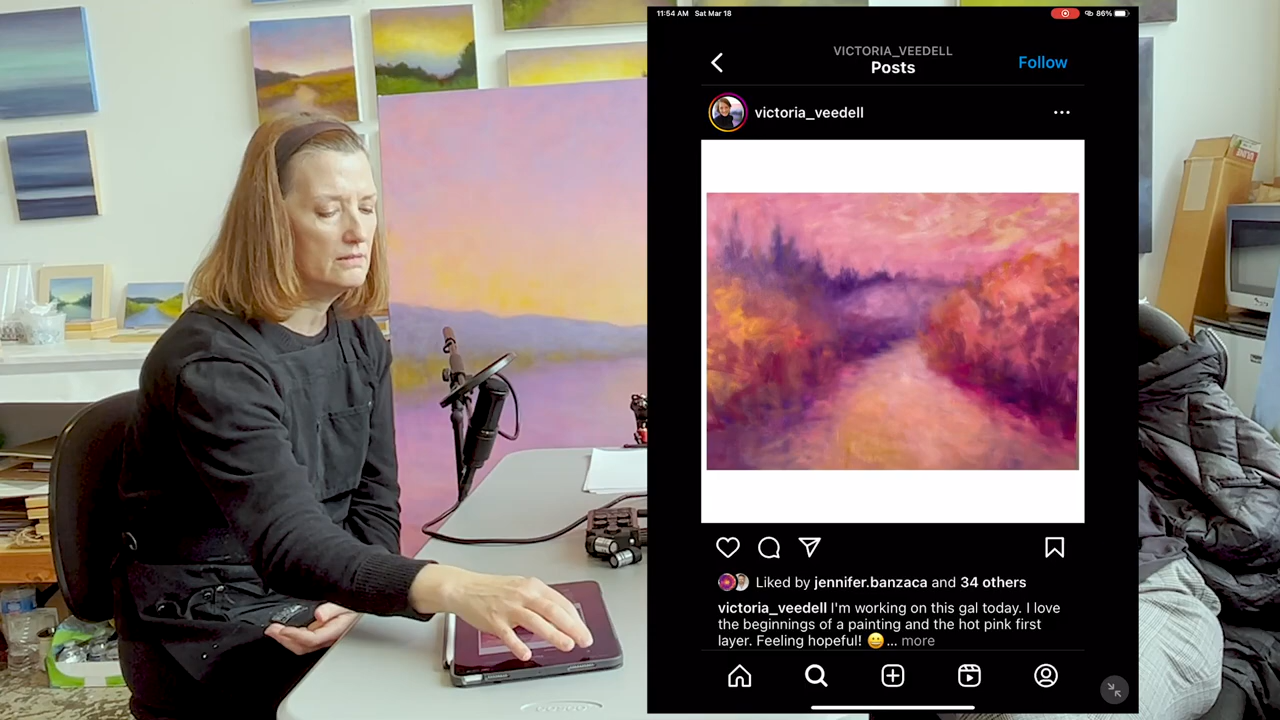 11:54 AM Sat Mar 18
86%
VICTORIA_VEEDELL
Posts
Follow
victoria_veedell
Liked by jennifer.banzaca and 34 others
victoria_veedell I'm working on this gal today. I love
the beginnings of a painting and the hot pink first
layer. Feeling hopeful! 😀... more